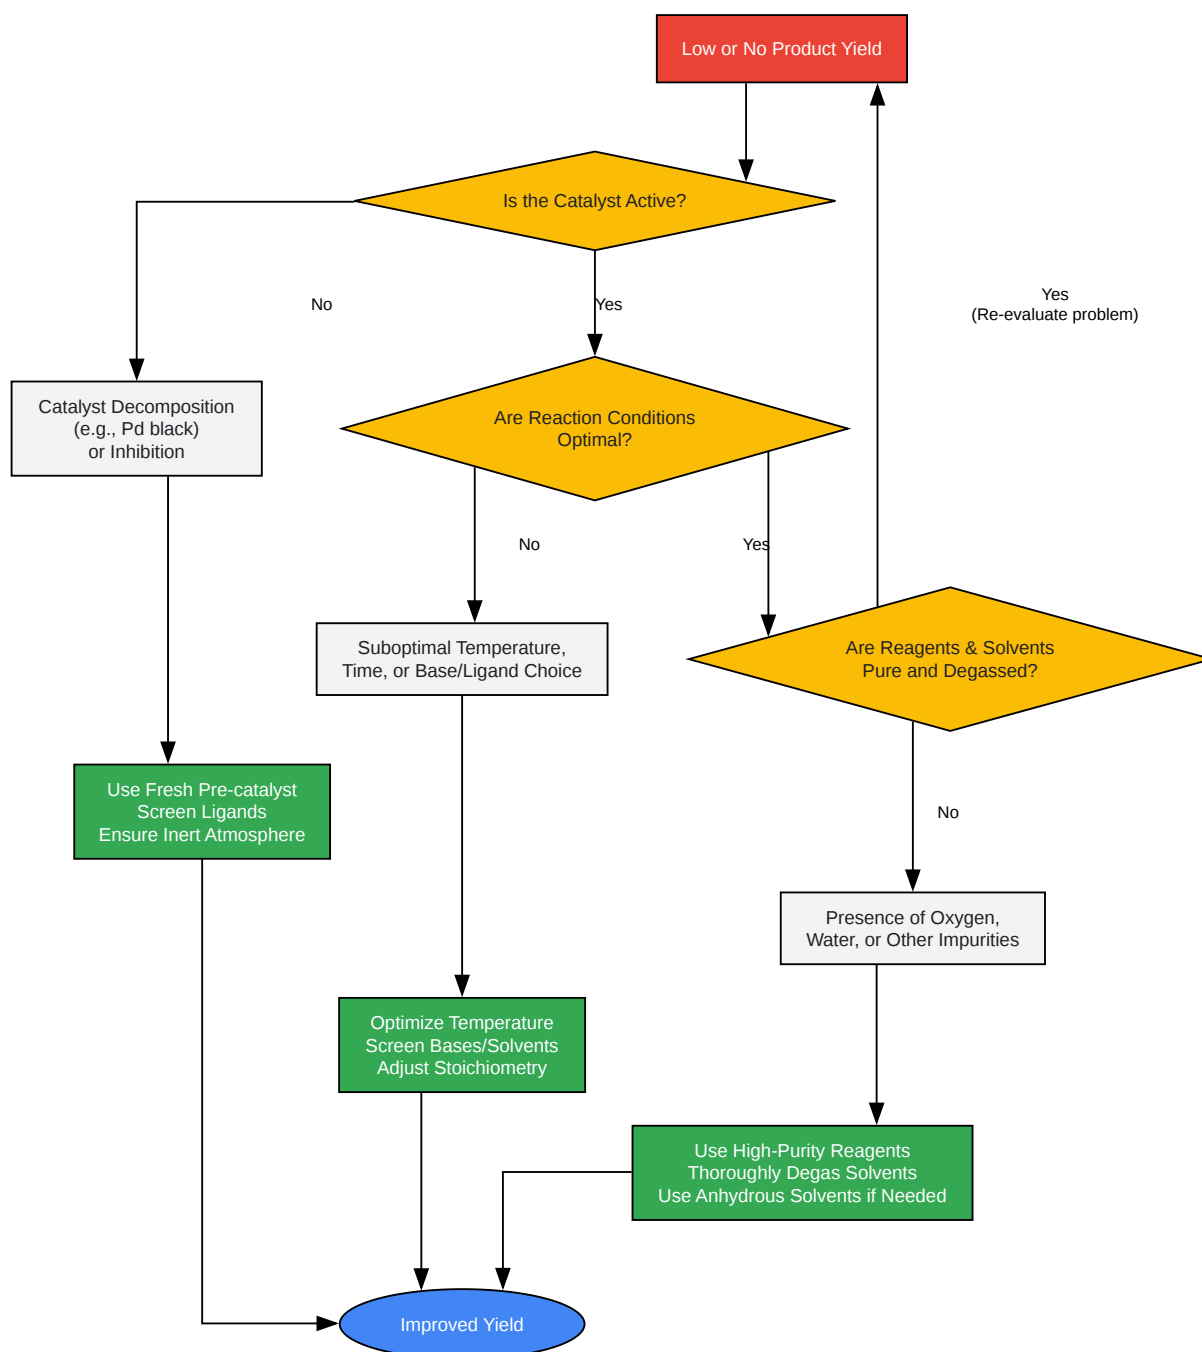 Low or No Product Yield
Is the Catalyst Active?
No
Yes
Yes
(Re-evaluate problem)
Catalyst Decomposition
(e.g., Pd black)
or Inhibition
Are Reaction Conditions
Optimal?
No
Yes
Suboptimal Temperature,
Time, or Base/Ligand Choice
Are Reagents & Solvents
Pure and Degassed?
Use Fresh Pre-catalyst
Screen Ligands
Ensure Inert Atmosphere
No
Presence of Oxygen,
Water, or Other Impurities
Optimize Temperature
Screen Bases/Solvents
Adjust Stoichiometry
Use High-Purity Reagents
Thoroughly Degas Solvents
Use Anhydrous Solvents if Needed
Improved Yield